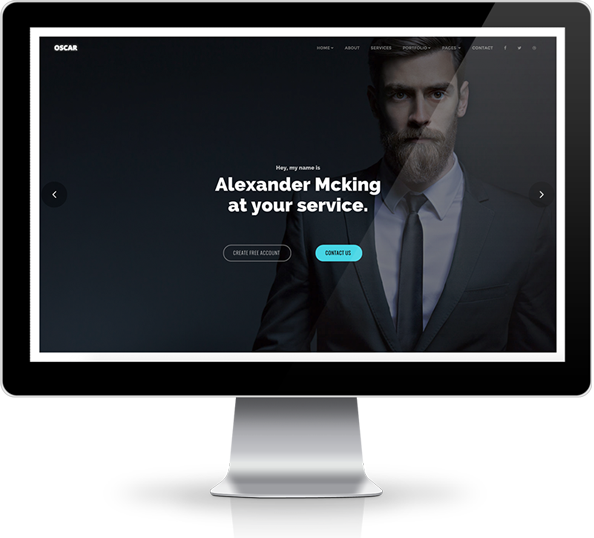 OSCAR
HOME ABOUT SERVICES PORTFOLIO PAGES CONTACT
Hey, my name is
Alexander Mcking
at your service.
CREATE FREE ACCOUNT CONTACT US